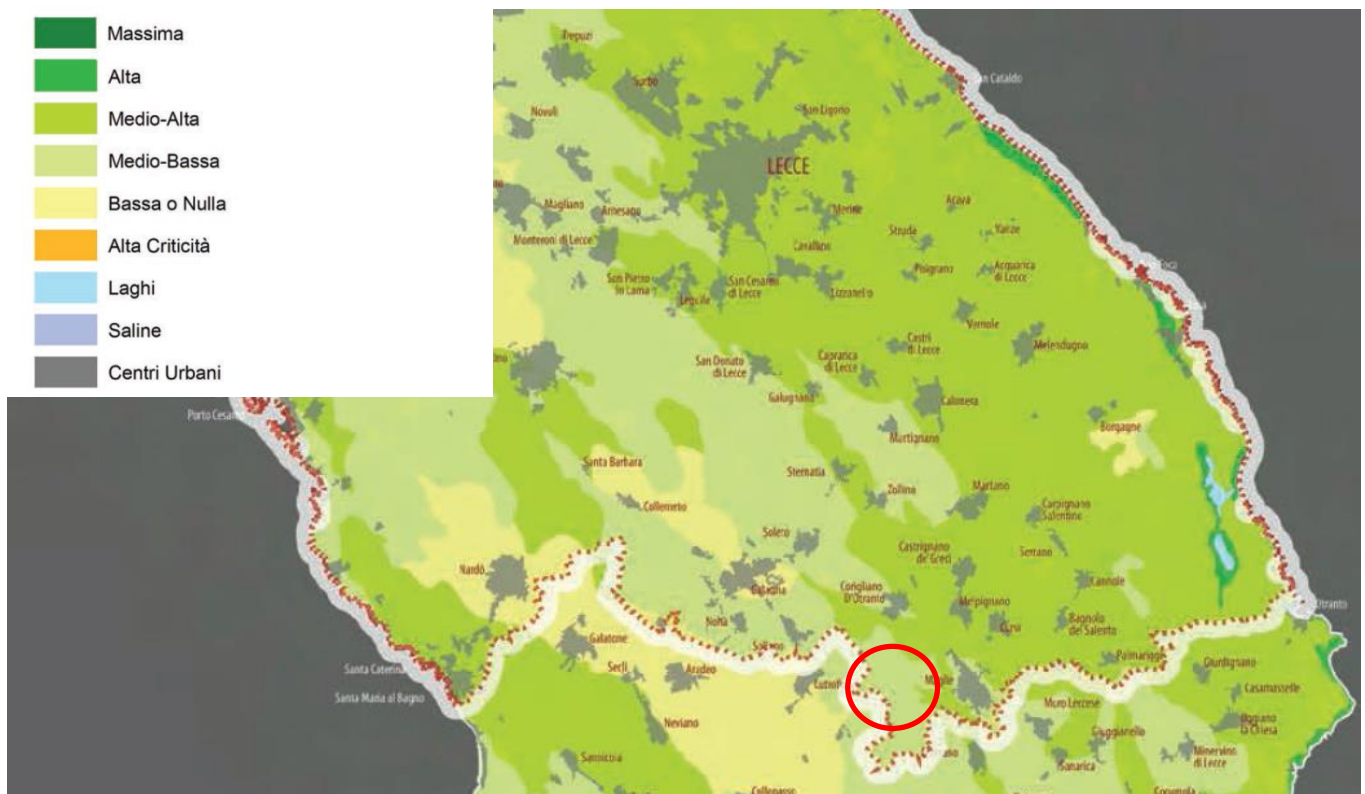 Massima
Alta
Medio-Alta
Medio-Bassa
Bassa o Nulla
Alta Criticità
Laghi
Saline
Centri Urbani
Trepuzi
Surbo
San Cataldo
Novoli
San Ligorio
LECCE
Magliano
Arnesano
Merine
Acaya
Monteroni di Lecce
Cavallino
Struda
Vanze
San Pietro
in Lama
Lequile
San Cesario
di Lecce
Lizzanello
Pisignano
Acquarica
di Lecce
Vernole
Castri
di Lecce
Melendugno
San Donato
di Lecce
Caprarica
di Lecce
Galugnano
Calimera
Porto Cesareo
Martignano
Borgagne
Santa Barbara
Sternatia
Collemeto
Zollino
Martano
Carpignano
Salentino
Soleto
Serrano
Castrignano
de' Greci
Nardò
Galatina
Corigliano
D'Otranto
Melpignano
Cannole
Cursi
Bagnolo
del Salento
Otranto
Noha
Galatone
Sogliano
Secli
Aradeo
Cutrof
Maglie
Palmariggi
Giurdignano
Santa Caterina
Santa Maria al Bagno
Casamassella
Neviano
Muro Leccese
Uggiano
la Chiesa
Giuggianello
Sannicola
Minervino
di Lecce
Sanarica
Collepasso